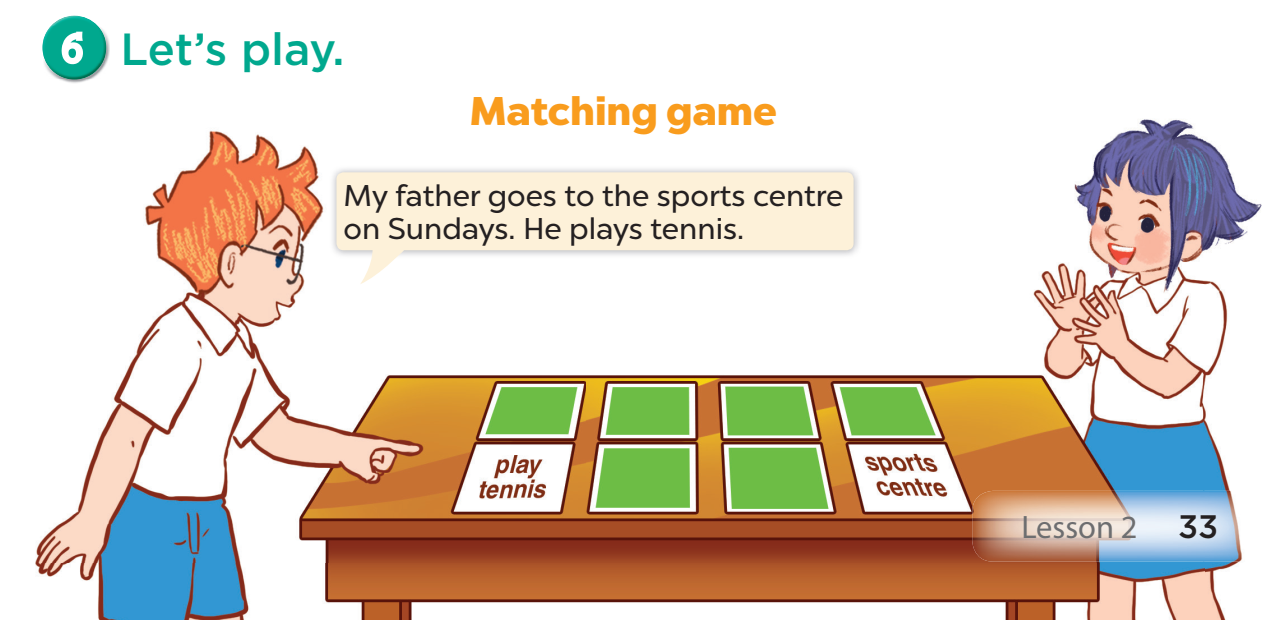 6 Let's play.
Matching game
My father goes to the sports centre
on Sundays. He plays tennis.
play
tennis
sports
centre
Lesson 2 33